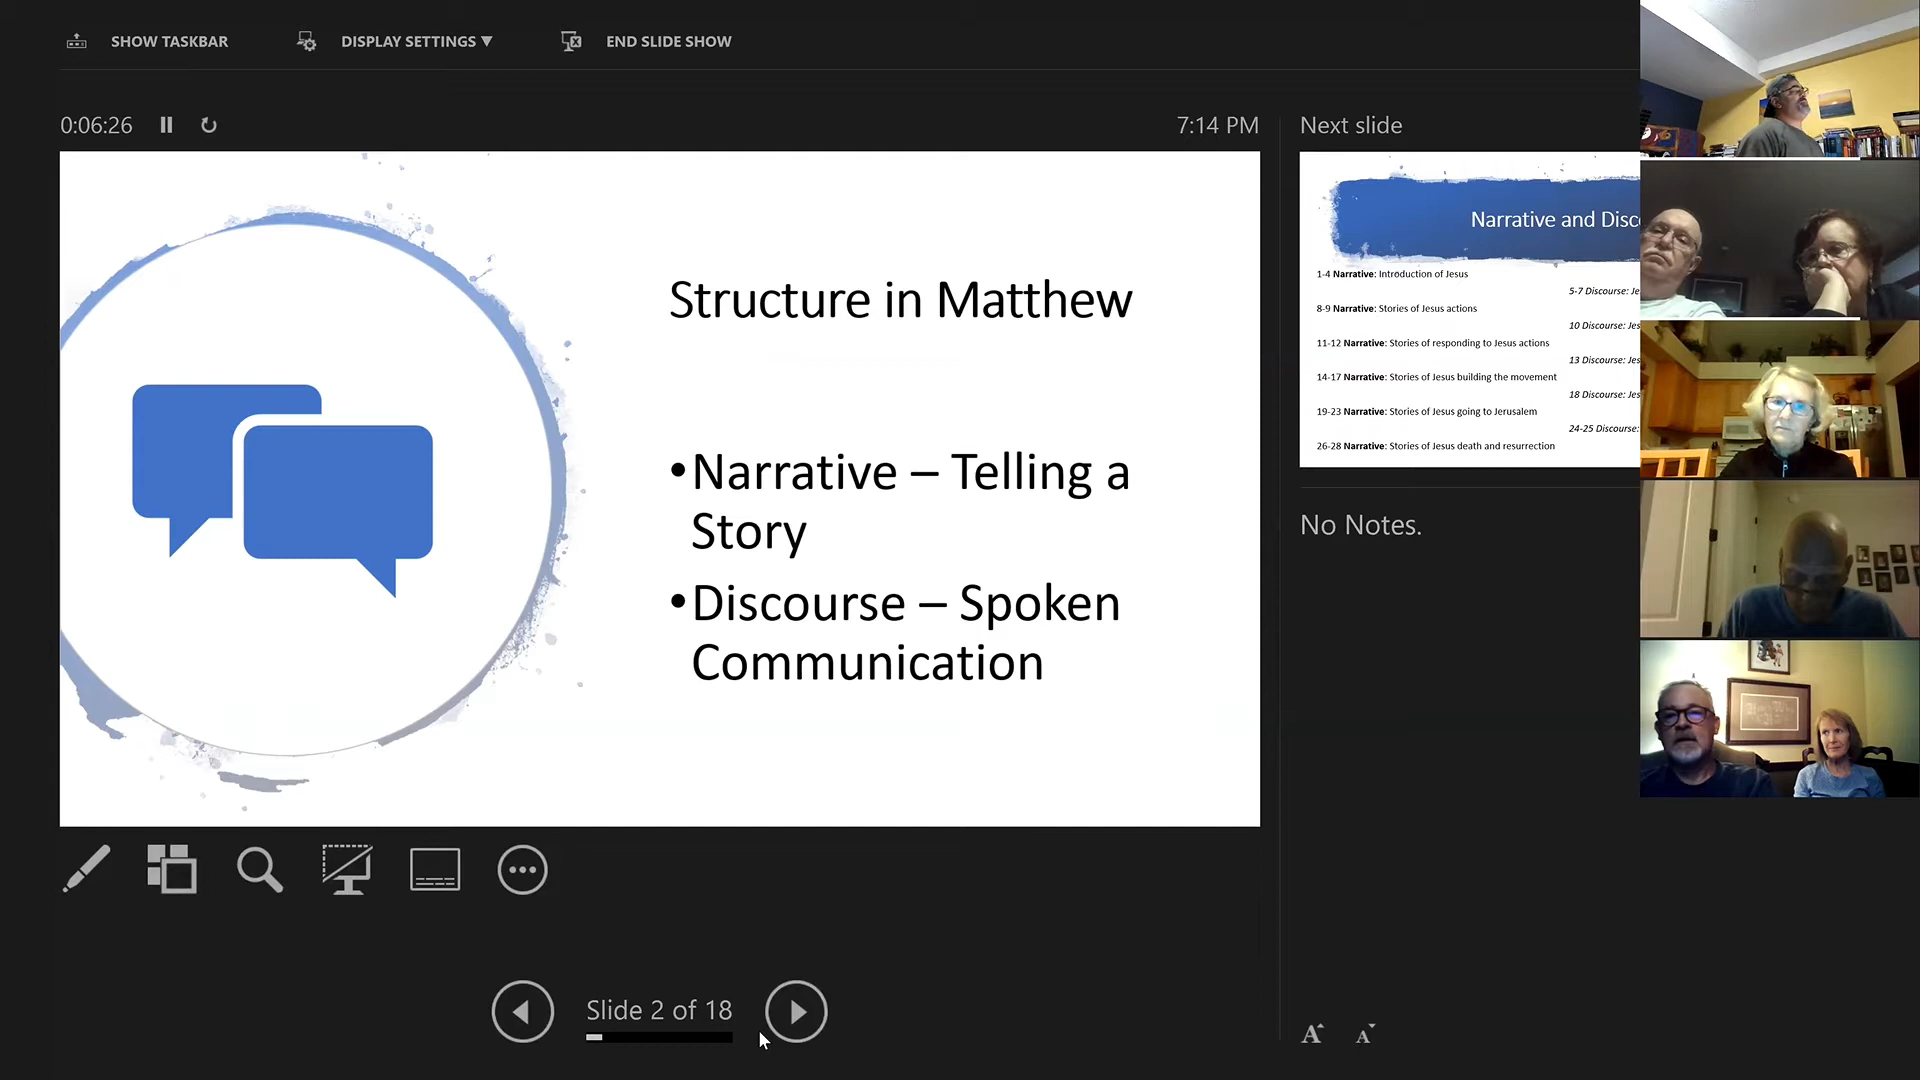 SHOW TASKBAR
DISPLAY SETTINGS ▼
END SLIDE SHOW
0:06:26
7:14 PM
Next slide
Structure in Matthew
•Narrative – Telling a
Story
•Discourse – Spoken
Communication
Narrative and Disc
1-4 Narrative: Introduction of Jesus
5-7 Discourse: Je
8-9 Narrative: Stories of Jesus actions
10 Discourse: Jes
11-12 Narrative: Stories of responding to Jesus actions
13 Discourse: Jes
14-17 Narrative: Stories of Jesus building the movement
18 Discourse: Jes
19-23 Narrative: Stories of Jesus going to Jerusalem
24-25 Discourse:
26-28 Narrative: Stories of Jesus death and resurrection
No Notes.
Slide 2 of 18
A A